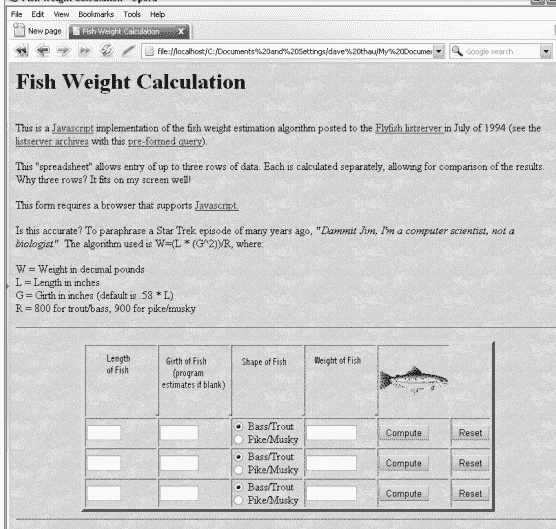 Fish Weight Calculation - Opera
File Edit View Bookmarks Tools Help
New page Fish Weight Calculation X
file://localhost/C:/Documents%20and%20Settings/dave%20thau/My%20Documei Google search
Fish Weight Calculation
This is a Javascript implementation of the fish weight estimation algorithm posted to the Flyfish listserver in July of 1994 (see the
listserver archives with this pre-formed query).
This "spreadsheet" allows entry of up to three rows of data. Each is calculated separately, allowing for comparison of the results.
Why three rows? It fits on my screen well!
This form requires a browser that supports Javascript.
Is this accurate? To paraphrase a Star Trek episode of many years ago, "Dammit Jim, I'm a computer scientist, not a
biologist." The algorithm used is W=(L * (G^2))/R, where:
W = Weight in decimal pounds
L = Length in inches
G = Girth in inches (default is .58 * L)
R = 800 for trout/bass, 900 for pike/musky
Length
of Fish
Girth of Fish
(program
estimates if blank)
Shape of Fish
Weight of Fish
Bass/Trout
Pike/Musky
Compute
Reset
Bass/Trout
Pike/Musky
Compute
Reset
Bass/Trout
Pike/Musky
Compute
Reset